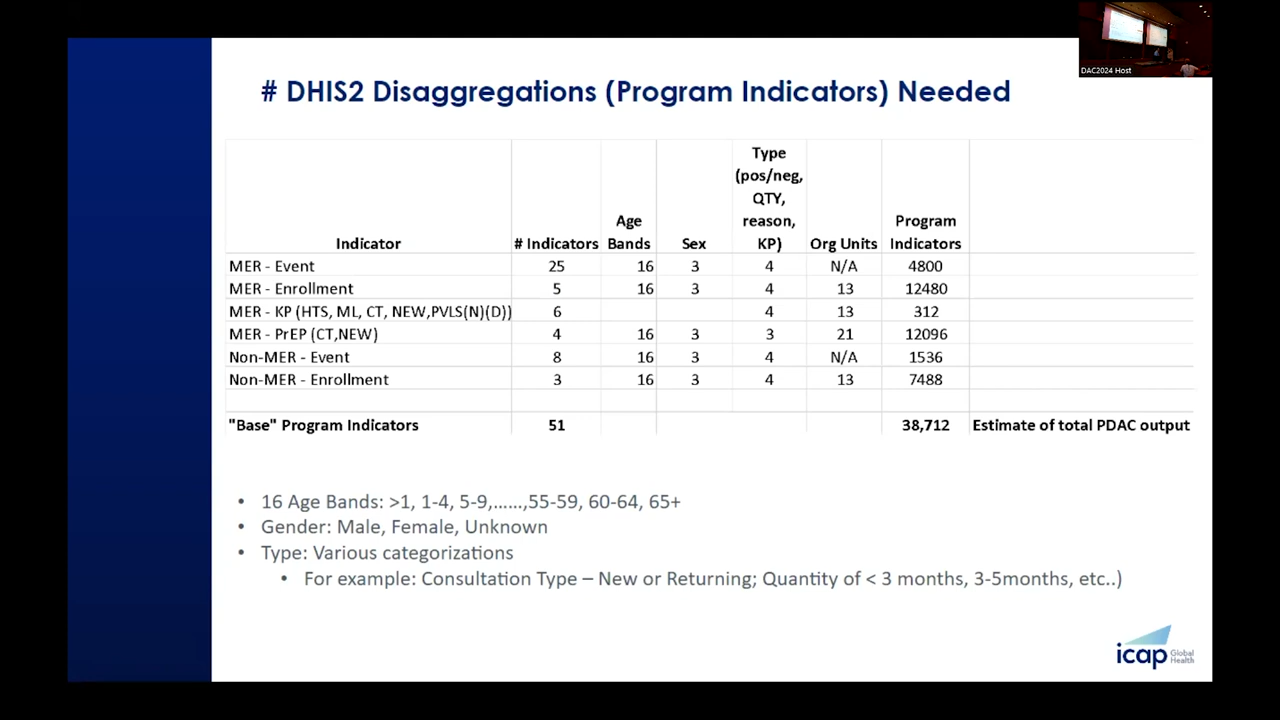 DAC2024 Host
# DHIS2 Disaggregations (Program Indicators) Needed
Indicator # Indicators Age Bands Sex Type (pos/neg, QTY, reason, KP) Org Units Program Indicators
MER - Event 25 16 3 4 N/A 4800
MER - Enrollment 5 16 3 4 13 12480
MER - KP (HTS, ML, CT, NEW,PVLS(N)(D)) 6 4 13 312
MER - PrEP (CT,NEW) 4 16 3 3 21 12096
Non-MER - Event 8 16 3 4 N/A 1536
Non-MER - Enrollment 3 16 3 4 13 7488
"Base" Program Indicators 51 38,712 Estimate of total PDAC output
• 16 Age Bands: >1, 1-4, 5-9,......,55-59, 60-64, 65+
• Gender: Male, Female, Unknown
• Type: Various categorizations
• For example: Consultation Type – New or Returning; Quantity of < 3 months, 3-5months, etc..)
icap Global Health